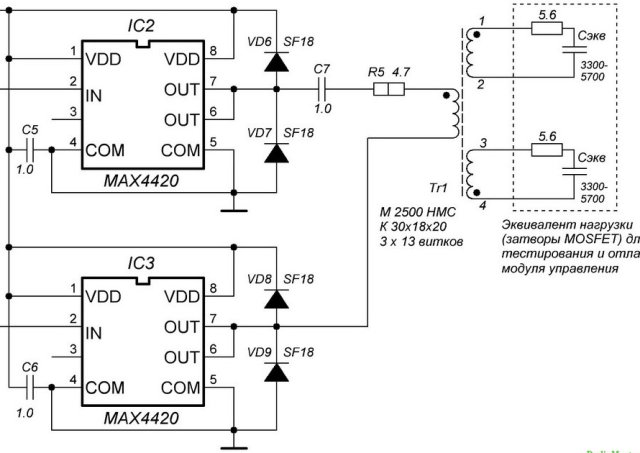 IC2
VD6 SF18
1 VDD VDD 8
2 IN OUT 7
3 OUT 6
4 COM COM 5
MAX4420
C5
1.0
VD7 SF18
C7
1.0
R5 4.7
1
2
3
4
Tr1
5.6
Cэкв
3300-
5700
5.6
Cэкв
3300-
5700
М 2500 НМС
К 30х18х20
3 х 13 витков
Эквивалент нагрузки
(затворы MOSFET) дл
тестирования и отла
модуля управления
IC3
VD8 SF18
1 VDD VDD 8
2 IN OUT 7
3 OUT 6
4 COM COM 5
MAX4420
C6
1.0
VD9 SF18